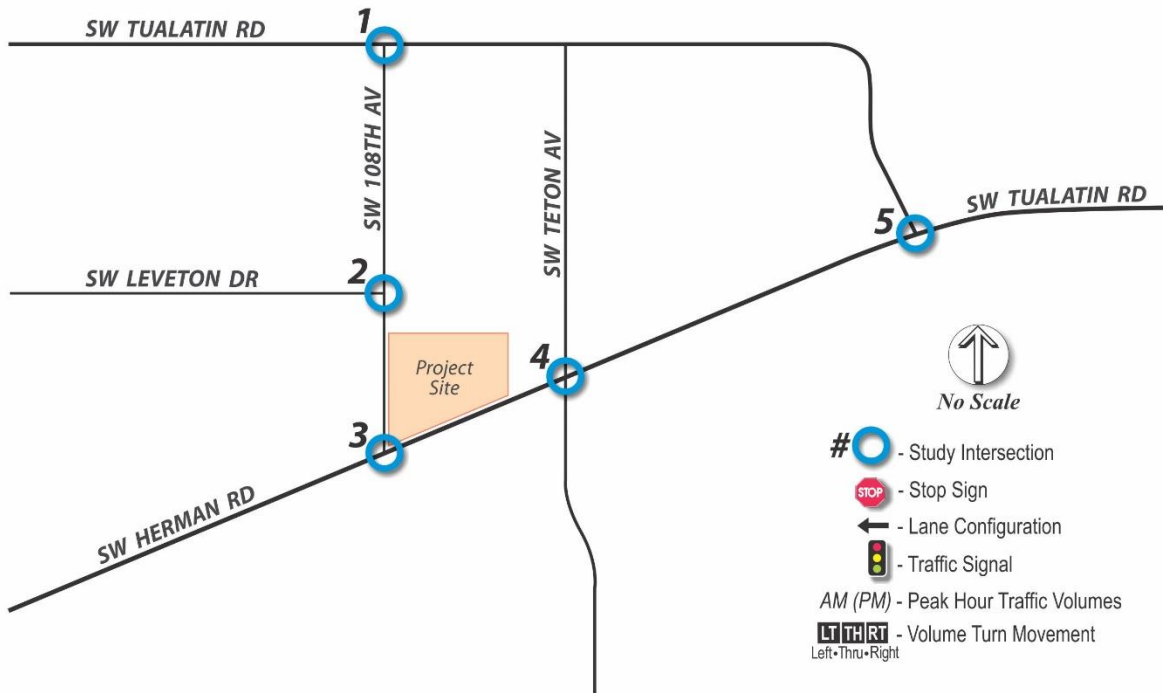 SW TUALATIN RD
1
SW 108TH AV
SW TETON AV
5
SW TUALATIN RD
SW LEVETON DR
2
Project
Site
4
3
SW HERMAN RD
No Scale
# - Study Intersection
STOP - Stop Sign
- Lane Configuration
- Traffic Signal
AM (PM) - Peak Hour Traffic Volumes
LT TH RT - Volume Turn Movement
Left•Thru•Right